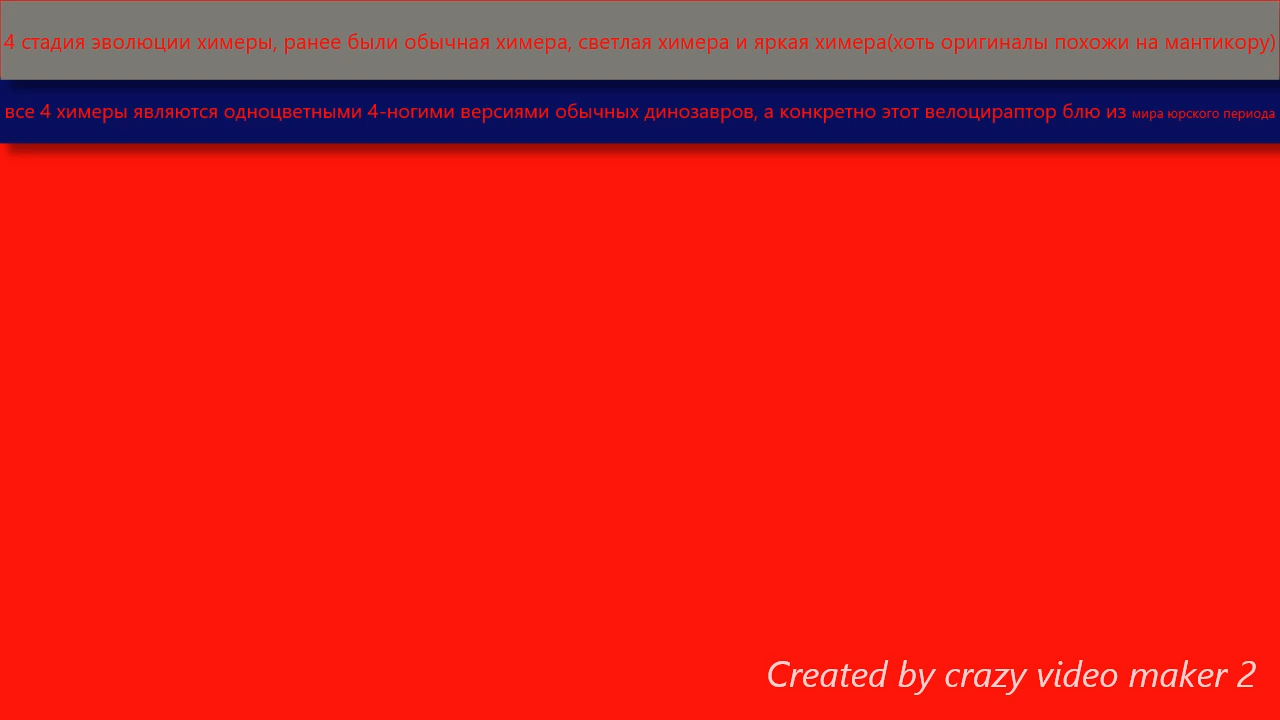 4 стадия эволюции химеры, ранее были обычная химера, светлая химера и яркая химера(хоть оригиналы похожи на мантикору)
все 4 химеры являются одноцветными 4-ногими версиями обычных динозавров, а конкретно этот велоцираптор блю из мира юрского периода
Created by crazy video maker 2